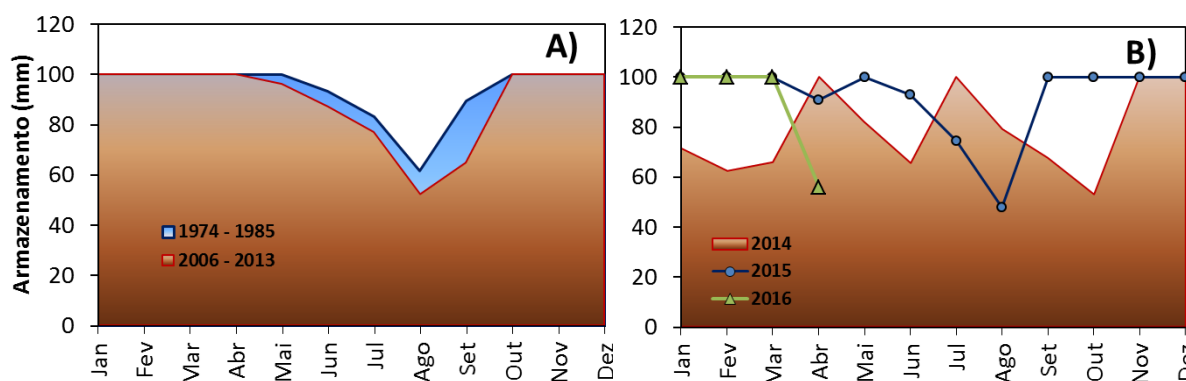 Armazenamento (mm)
120
100
80
60
40
20
0
A)
1974 - 1985
2006 - 2013
Jan Fev Mar Abr Mai Jun Jul Ago Set Out Nov Dez
120
100
80
60
40
20
0
B)
2014
2015
2016
Jan Fev Mar Abr Mai Jun Jul Ago Set Out Nov Dez